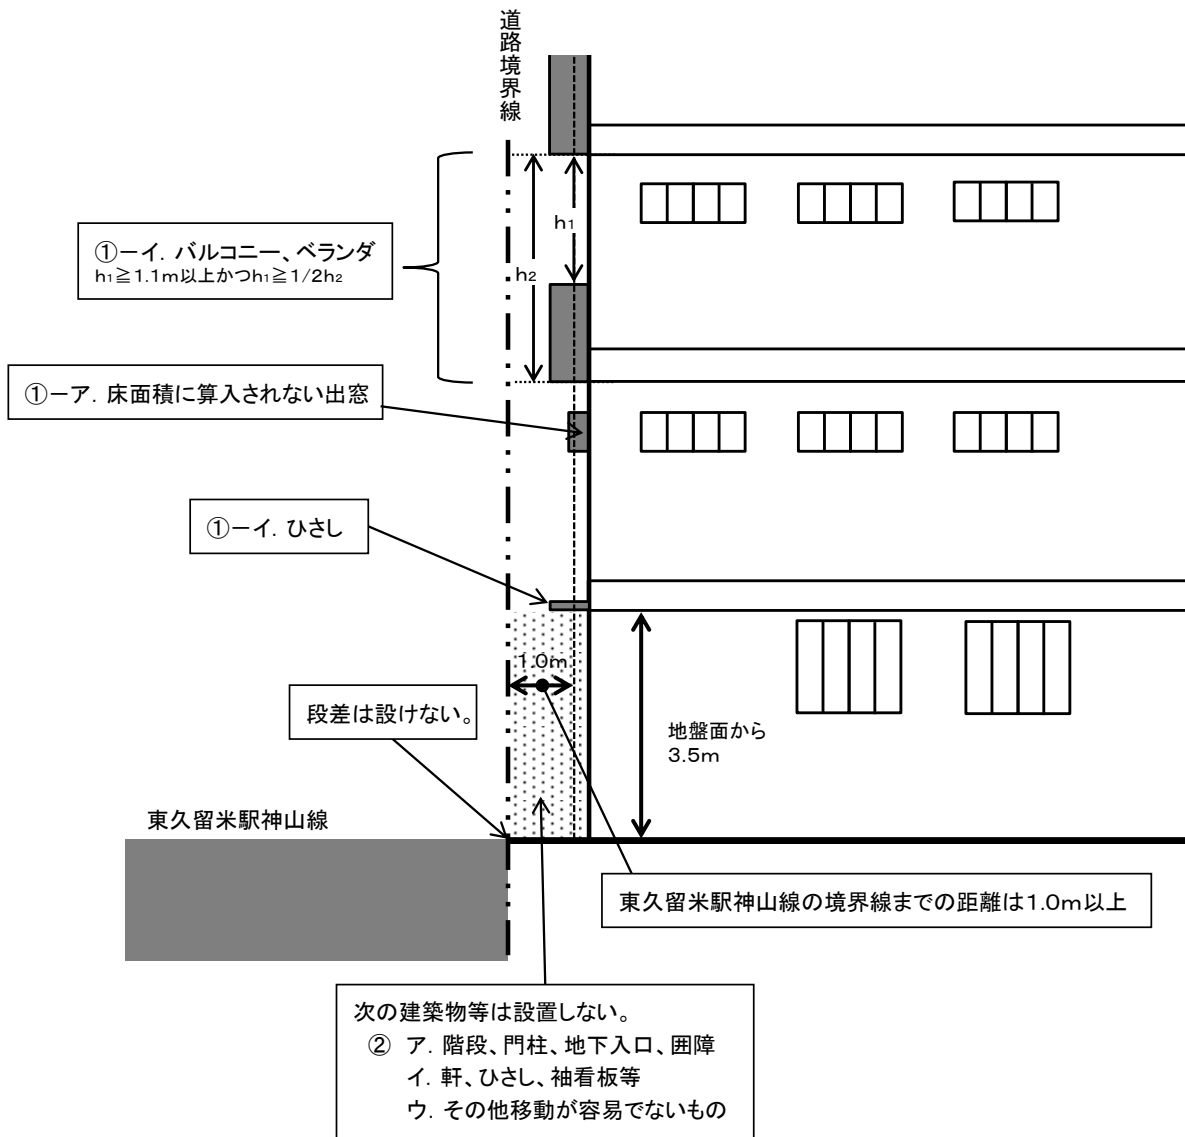 道路境界線
①ーイ．バルコニー、ベランダ
h₁≧1.1m以上かつh₁≧1/2h₂
h₁
h₂
①ーア．床面積に算入されない出窓
①ーイ．ひさし
1.0m
段差は設けない。
地盤面から
3.5m
東久留米駅神山線
東久留米駅神山線の境界線までの距離は1.0m以上
次の建築物等は設置しない。
② ア．階段、門柱、地下入口、囲障
イ．軒、ひさし、袖看板等
ウ．その他移動が容易でないもの